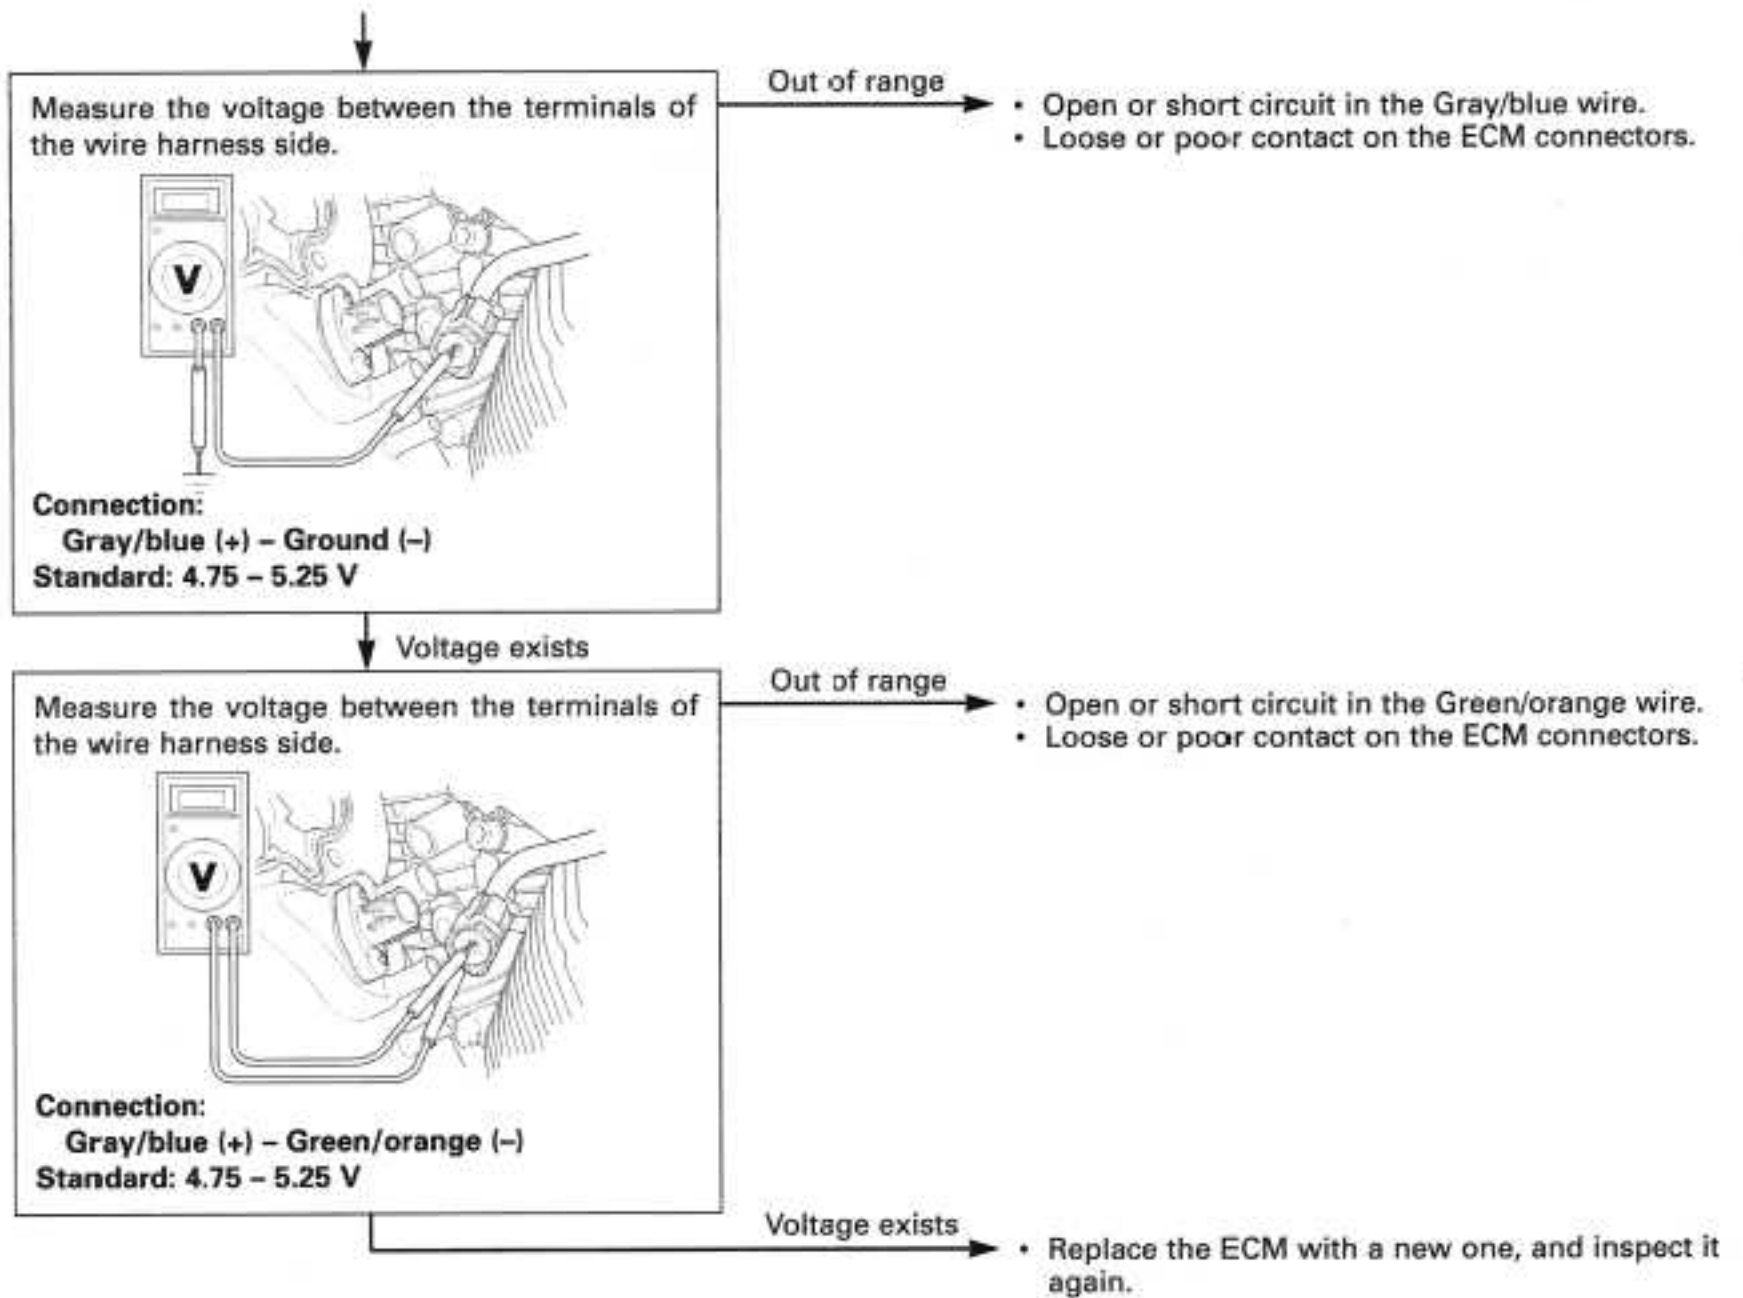 Measure the voltage between the terminals of
the wire harness side.
V
Connection:
Gray/blue (+) – Ground (–)
Standard: 4.75 – 5.25 V
Out of range
• Open or short circuit in the Gray/blue wire.
• Loose or poor contact on the ECM connectors.
Voltage exists
Measure the voltage between the terminals of
the wire harness side.
V
Connection:
Gray/blue (+) – Green/orange (–)
Standard: 4.75 – 5.25 V
Out of range
• Open or short circuit in the Green/orange wire.
• Loose or poor contact on the ECM connectors.
Voltage exists
• Replace the ECM with a new one, and inspect it
again.